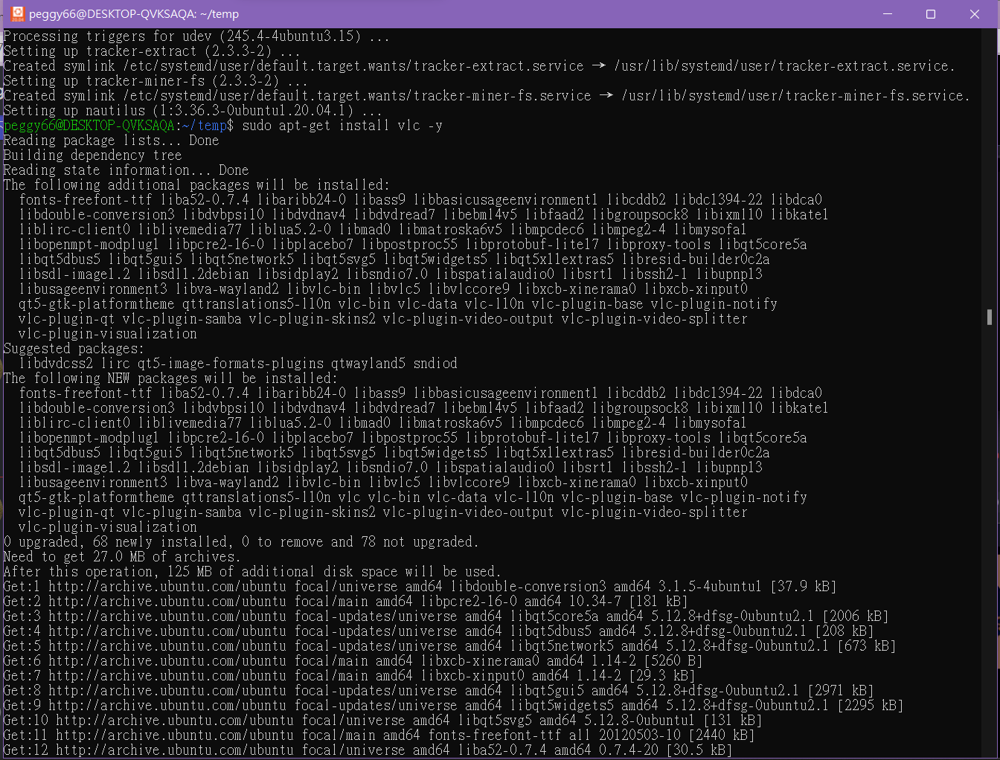 peggy66@DESKTOP-QVKSAQA: ~/temp
Processing triggers for udev (245.4-4ubuntu3.15) ...
Setting up tracker-extract (2.3.3-2) ...
Created symlink /etc/systemd/user/default.target.wants/tracker-extract.service → /usr/lib/systemd/user/tracker-extract.service.
Setting up tracker-miner-fs (2.3.3-2) ...
Created symlink /etc/systemd/user/default.target.wants/tracker-miner-fs.service → /usr/lib/systemd/user/tracker-miner-fs.service.
Setting up nautilus (1:3.36.3-0ubuntu1.20.04.1) ...
peggy66@DESKTOP-QVKSAQA:~/temp$ sudo apt-get install vlc -y
Reading package lists... Done
Building dependency tree
Reading state information... Done
The following additional packages will be installed:
fonts-freefont-ttf liba52-0.7.4 libaribb24-0 libass9 libbasicusageenvironment1 libcddb2 libdc1394-22 libdca0
libdouble-conversion3 libdvbpsi10 libdvdnav4 libdvdread7 libebml4v5 libfaad2 libgroupsock8 libixml10 libkate1
liblirc-client0 liblivemedia77 liblua5.2-0 libmad0 libmatroska6v5 libmpcdec6 libmpeg2-4 libmysofa1
libopenmpt-modplug1 libpcre2-16-0 libplacebo7 libpostproc55 libprotobuf-lite17 libproxy-tools libqt5core5a
libqt5dbus5 libqt5gui5 libqt5network5 libqt5svg5 libqt5widgets5 libqt5x11extras5 libresid-builder0c2a
libsdl-image1.2 libsdl1.2debian libsidplay2 libsndio7.0 libspatialaudio0 libsrt1 libssh2-1 libupnp13
libusageenvironment3 libva-wayland2 libvlc-bin libvlc5 libvlccore9 libxcb-xinerama0 libxcb-xinput0
qt5-gtk-platformtheme qttranslations5-l10n vlc-bin vlc-data vlc-l10n vlc-plugin-base vlc-plugin-notify
vlc-plugin-qt vlc-plugin-samba vlc-plugin-skins2 vlc-plugin-video-output vlc-plugin-video-splitter
vlc-plugin-visualization
Suggested packages:
libdvdcss2 lirc qt5-image-formats-plugins qtwayland5 sndiod
The following NEW packages will be installed:
fonts-freefont-ttf liba52-0.7.4 libaribb24-0 libass9 libbasicusageenvironment1 libcddb2 libdc1394-22 libdca0
libdouble-conversion3 libdvbpsi10 libdvdnav4 libdvdread7 libebml4v5 libfaad2 libgroupsock8 libixml10 libkate1
liblirc-client0 liblivemedia77 liblua5.2-0 libmad0 libmatroska6v5 libmpcdec6 libmpeg2-4 libmysofa1
libopenmpt-modplug1 libpcre2-16-0 libplacebo7 libpostproc55 libprotobuf-lite17 libproxy-tools libqt5core5a
libqt5dbus5 libqt5gui5 libqt5network5 libqt5svg5 libqt5widgets5 libqt5x11extras5 libresid-builder0c2a
libsdl-image1.2 libsdl1.2debian libsidplay2 libsndio7.0 libspatialaudio0 libsrt1 libssh2-1 libupnp13
libusageenvironment3 libva-wayland2 libvlc-bin libvlc5 libvlccore9 libxcb-xinerama0 libxcb-xinput0
qt5-gtk-platformtheme qttranslations5-l10n vlc vlc-bin vlc-data vlc-l10n vlc-plugin-base vlc-plugin-notify
vlc-plugin-qt vlc-plugin-samba vlc-plugin-skins2 vlc-plugin-video-output vlc-plugin-video-splitter
vlc-plugin-visualization
0 upgraded, 68 newly installed, 0 to remove and 78 not upgraded.
Need to get 27.0 MB of archives.
After this operation, 125 MB of additional disk space will be used.
Get:1 http://archive.ubuntu.com/ubuntu focal/universe amd64 libdouble-conversion3 amd64 3.1.5-4ubuntu1 [37.9 kB]
Get:2 http://archive.ubuntu.com/ubuntu focal/main amd64 libpcre2-16-0 amd64 10.34-7 [181 kB]
Get:3 http://archive.ubuntu.com/ubuntu focal-updates/universe amd64 libqt5core5a amd64 5.12.8+dfsg-0ubuntu2.1 [2006 kB]
Get:4 http://archive.ubuntu.com/ubuntu focal-updates/universe amd64 libqt5dbus5 amd64 5.12.8+dfsg-0ubuntu2.1 [208 kB]
Get:5 http://archive.ubuntu.com/ubuntu focal-updates/universe amd64 libqt5network5 amd64 5.12.8+dfsg-0ubuntu2.1 [673 kB]
Get:6 http://archive.ubuntu.com/ubuntu focal/main amd64 libxcb-xinerama0 amd64 1.14-2 [5260 B]
Get:7 http://archive.ubuntu.com/ubuntu focal/main amd64 libxcb-xinput0 amd64 1.14-2 [29.3 kB]
Get:8 http://archive.ubuntu.com/ubuntu focal-updates/universe amd64 libqt5gui5 amd64 5.12.8+dfsg-0ubuntu2.1 [2971 kB]
Get:9 http://archive.ubuntu.com/ubuntu focal-updates/universe amd64 libqt5widgets5 amd64 5.12.8+dfsg-0ubuntu2.1 [2295 kB]
Get:10 http://archive.ubuntu.com/ubuntu focal/universe amd64 libqt5svg5 amd64 5.12.8-0ubuntu1 [131 kB]
Get:11 http://archive.ubuntu.com/ubuntu focal/main amd64 fonts-freefont-ttf all 20120503-10 [2440 kB]
Get:12 http://archive.ubuntu.com/ubuntu focal/universe amd64 liba52-0.7.4 amd64 0.7.4-20 [30.5 kB]